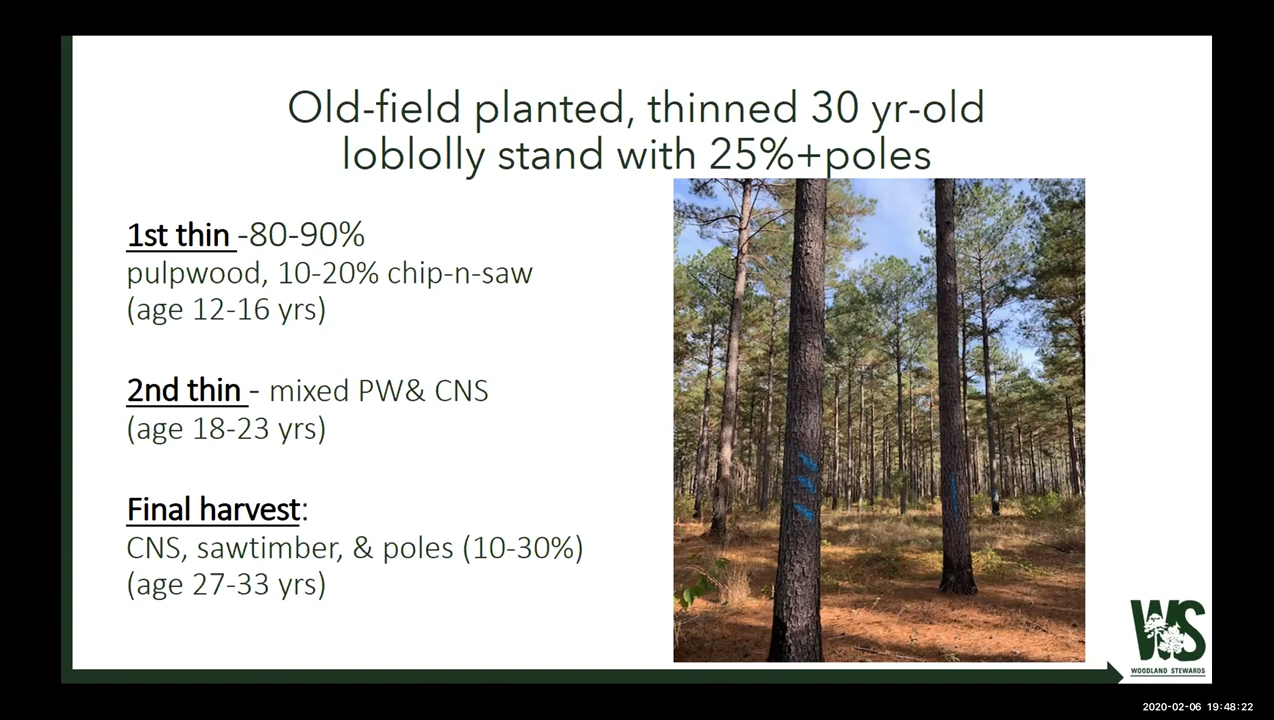 Old-field planted, thinned 30 yr-old
loblolly stand with 25%+poles
1st thin -80-90%
pulpwood, 10-20% chip-n-saw
(age 12-16 yrs)
2nd thin - mixed PW& CNS
(age 18-23 yrs)
Final harvest:
CNS, sawtimber, & poles (10-30%)
(age 27-33 yrs)
WS
WOODLAND STEWARDS
2020-02-06 19:48:22